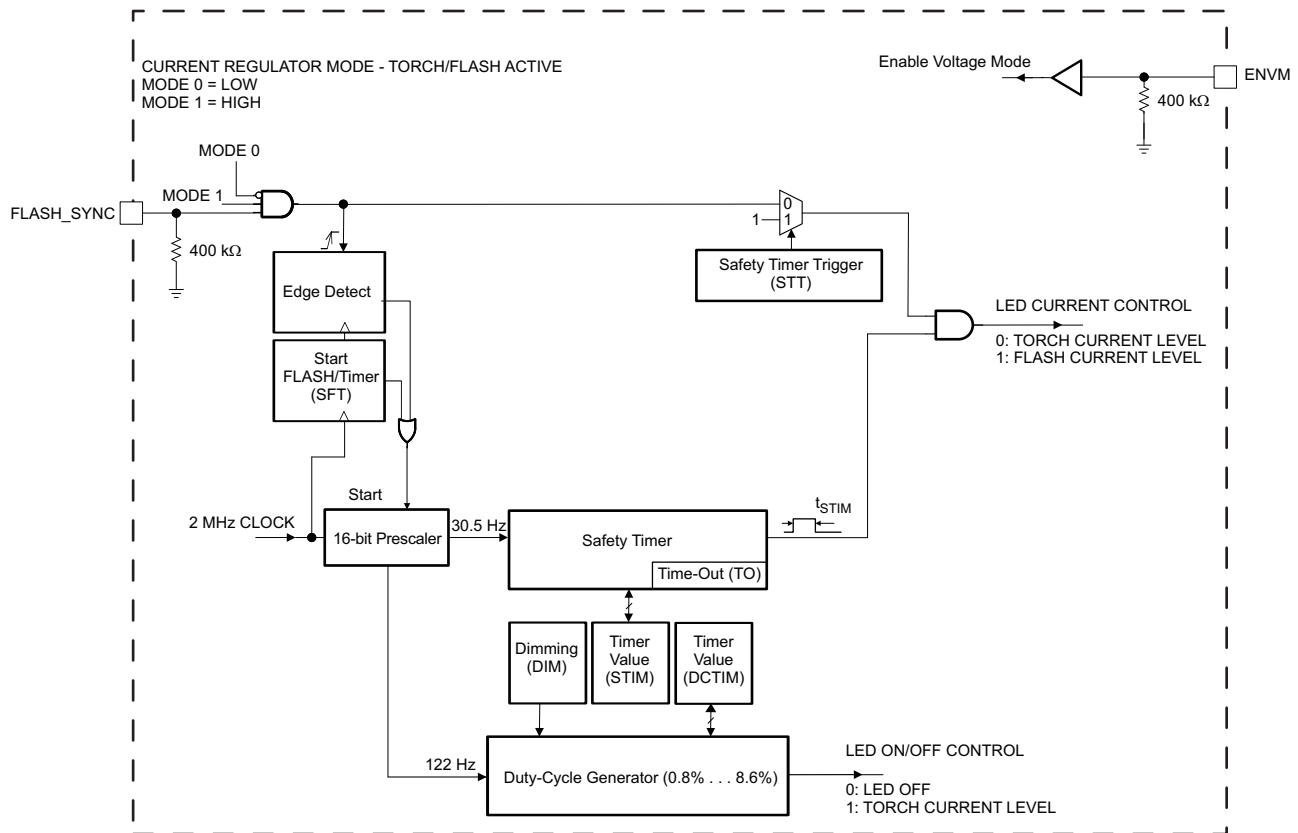 CURRENT REGULATOR MODE - TORCH/FLASH ACTIVE
MODE 0 = LOW
MODE 1 = HIGH
Enable Voltage Mode
ENVM
400 kΩ
MODE 0
MODE 1
FLASH_SYNC
400 kΩ
0
1
1
Safety Timer Trigger
(STT)
Edge Detect
LED CURRENT CONTROL
0: TORCH CURRENT LEVEL
1: FLASH CURRENT LEVEL
Start
FLASH/Timer
(SFT)
Start
2 MHz CLOCK
16-bit Prescaler
30.5 Hz
Safety Timer
Time-Out (TO)
tSTIM
Dimming
(DIM)
Timer
Value
(STIM)
Timer
Value
(DCTIM)
122 Hz
Duty-Cycle Generator (0.8% . . . 8.6%)
LED ON/OFF CONTROL
0: LED OFF
1: TORCH CURRENT LEVEL